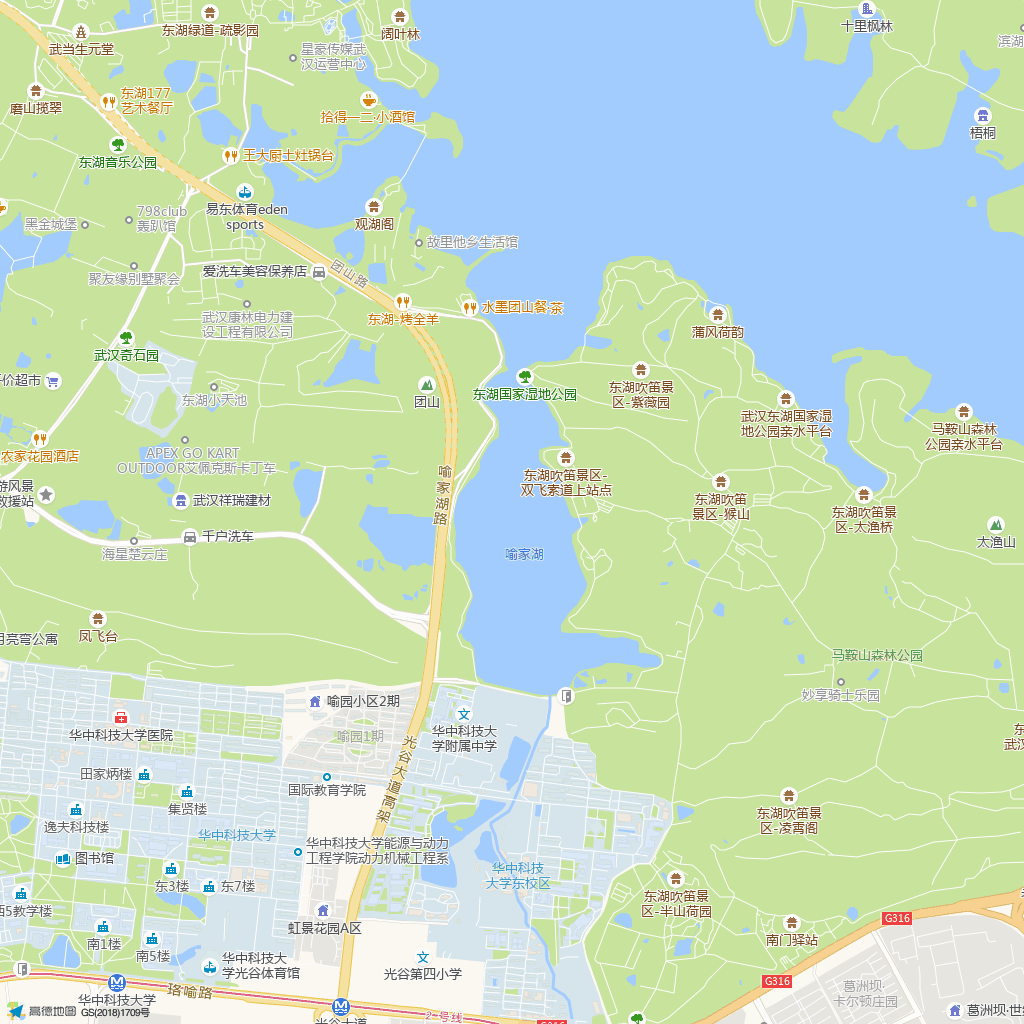 十里枫林
东湖绿道-疏影园
阔叶林
武当生元堂
星豪传媒武
汉运营中心
滨湖
磨山揽翠
东湖177
艺术餐厅
拾得一二·小酒馆
梧桐
东湖音乐公园
王大厨土灶锅台
798club
轰趴馆
黑金城堡
易东体育eden
sports
观湖阁
故里他乡生活馆
聚友缘别墅聚会
爱洗车美容保养店
团山路
武汉康林电力建
设工程有限公司
东湖-烤全羊
水墨团山餐·茶
蒲风荷韵
武汉奇石园
平价超市
东湖小天池
团山
东湖国家湿地公园
东湖吹笛景
区-紫薇园
武汉东湖国家湿
地公园亲水平台
马鞍山森林
公园亲水平台
农家花园酒店
APEX GO KART
OUTDOOR艾佩克斯卡丁车
喻家湖路
东湖吹笛景区-
双飞索道上站点
游风景
救援站
武汉祥瑞建材
东湖吹笛
景区-猴山
东湖吹笛景
区-大渔桥
太渔山
千户洗车
海星楚云庄
喻家湖
凤飞台
月亮弯公寓
马鞍山森林公园
妙享骑士乐园
喻园小区2期
喻园1期
华中科技大学医院
华中科技大
学附属中学
东
武汉
光谷大道高架
田家炳楼
国际教育学院
集贤楼
逸夫科技楼
华中科技大学
华中科技大学能源与动力
工程学院动力机械工程系
东湖吹笛景
区-凌霄阁
图书馆
东3楼
东7楼
华中科技
大学东校区
东湖吹笛景
区-半山荷园
西5教学楼
虹景花园A区
G316
南1楼
南5楼
南门驿站
华中科技大
学光谷体育馆
光谷第四小学
G316
葛洲坝·
卡尔顿庄园
华中科技大学
珞喻路
高德地图
GS(2018)1709号
光谷大道
2号线
G316
葛洲坝·世